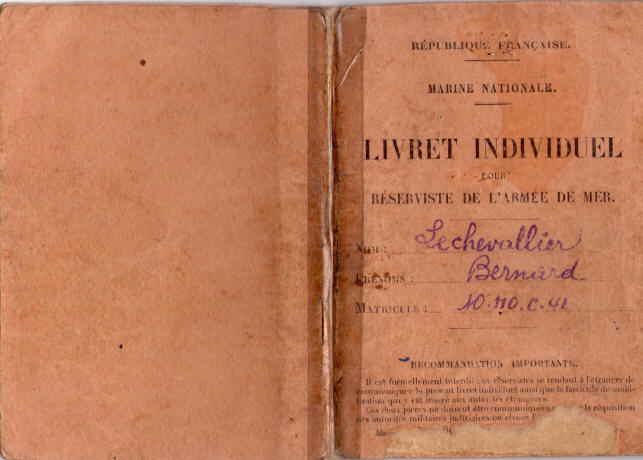 RÉPUBLIQUE FRANÇAISE.
MARINE NATIONALE.
LIVRET INDIVIDUEL
POUR
RÉSERVISTE DE L'ARMÉE DE MER.
NOM : Lechevallier
PRÉNOMS : Bernard
MATRICULE : 10.110.C.41
RECOMMANDATION IMPORTANTE.
Il est formellement interdit aux réservistes se rendant à l'étranger de
communiquer le présent livret individuel ainsi que le fascicule de mobi-
lisation qui y est inséré aux autorités étrangères.
Ces deux pièces ne doivent être communiquées la réquisition
des autorités militaires judiciaires ou civiles